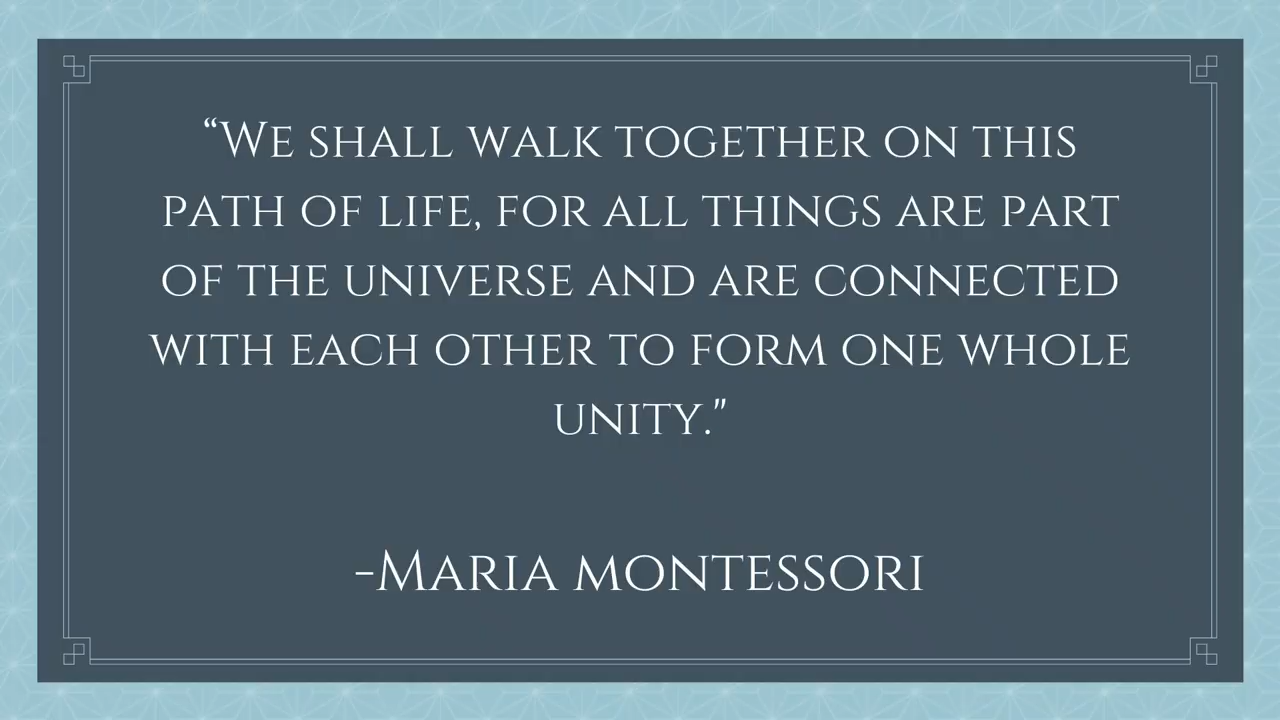 “We shall walk together on this
path of life, for all things are part
of the universe and are connected
with each other to form one whole
unity."
-Maria montessori